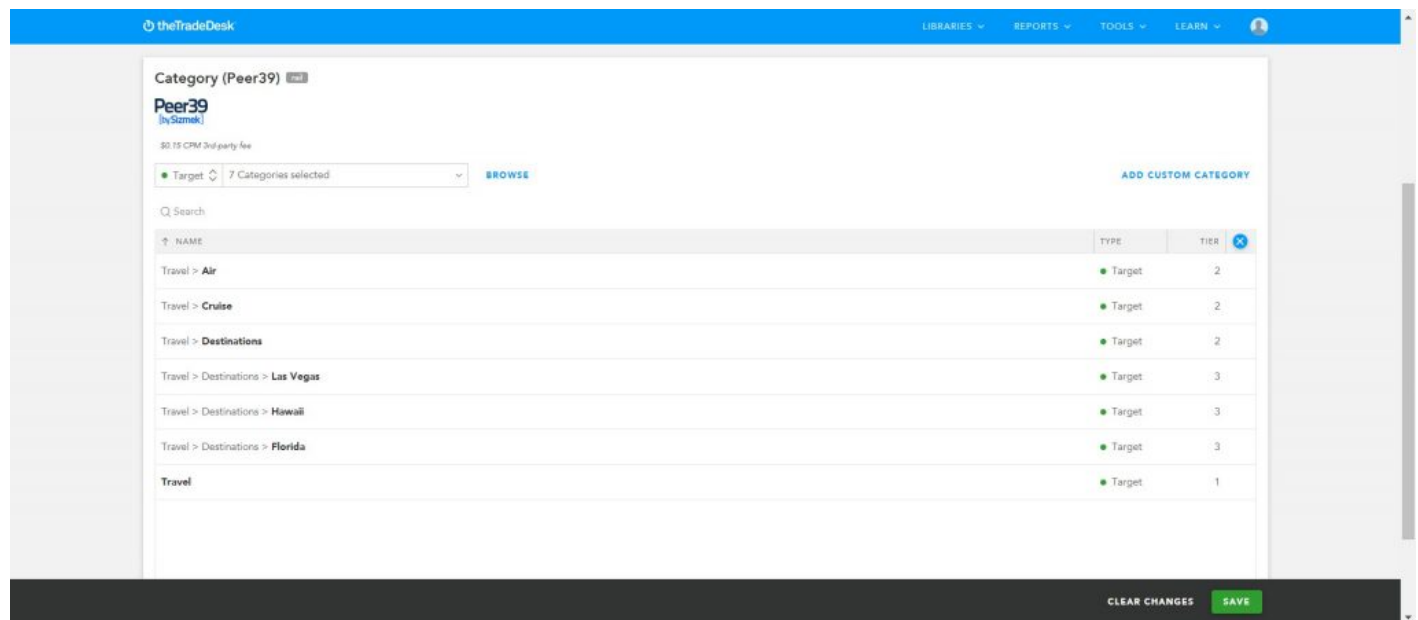 theTradeDesk
LIBRARIES REPORTS TOOLS LEARN
Category (Peer39) rail
Peer39
[by Sizmek]
$0.15 CPM 3rd-party fee
Target 7 Categories selected BROWSE ADD CUSTOM CATEGORY
Search
NAME TYPE TIER
Travel > Air Target 2
Travel > Cruise Target 2
Travel > Destinations Target 2
Travel > Destinations > Las Vegas Target 3
Travel > Destinations > Hawaii Target 3
Travel > Destinations > Florida Target 3
Travel Target 1
CLEAR CHANGES SAVE